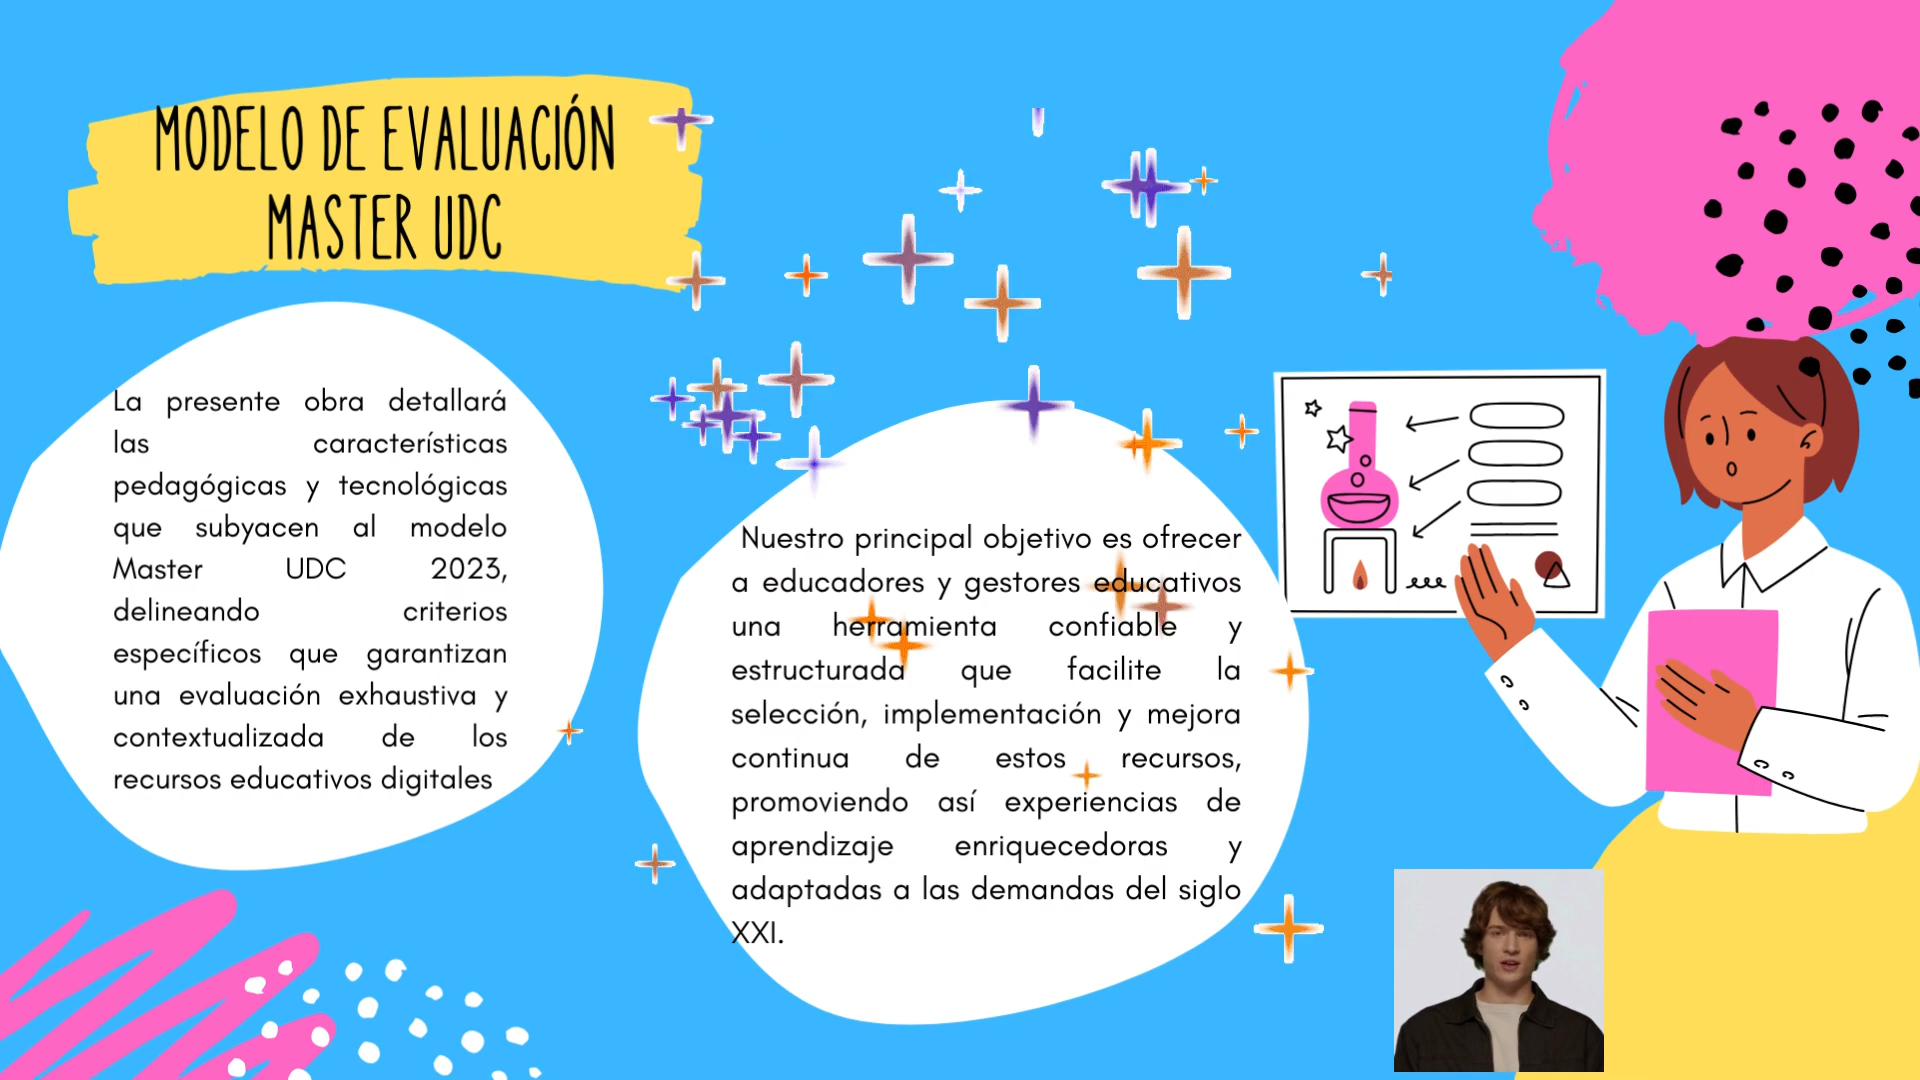 MODELO DE EVALUACIÓN
MASTER UDC
La presente obra detallará
las características
pedagógicas y tecnológicas
que subyacen al modelo
Master UDC 2023,
delineando criterios
específicos que garantizan
una evaluación exhaustiva y
contextualizada de los
recursos educativos digitales
Nuestro principal objetivo es ofrecer
a educadores y gestores educativos
una herramienta confiable y
estructurada que facilite la
selección, implementación y mejora
continua de estos recursos,
promoviendo así experiencias de
aprendizaje enriquecedoras y
adaptadas a las demandas del siglo
XXI.